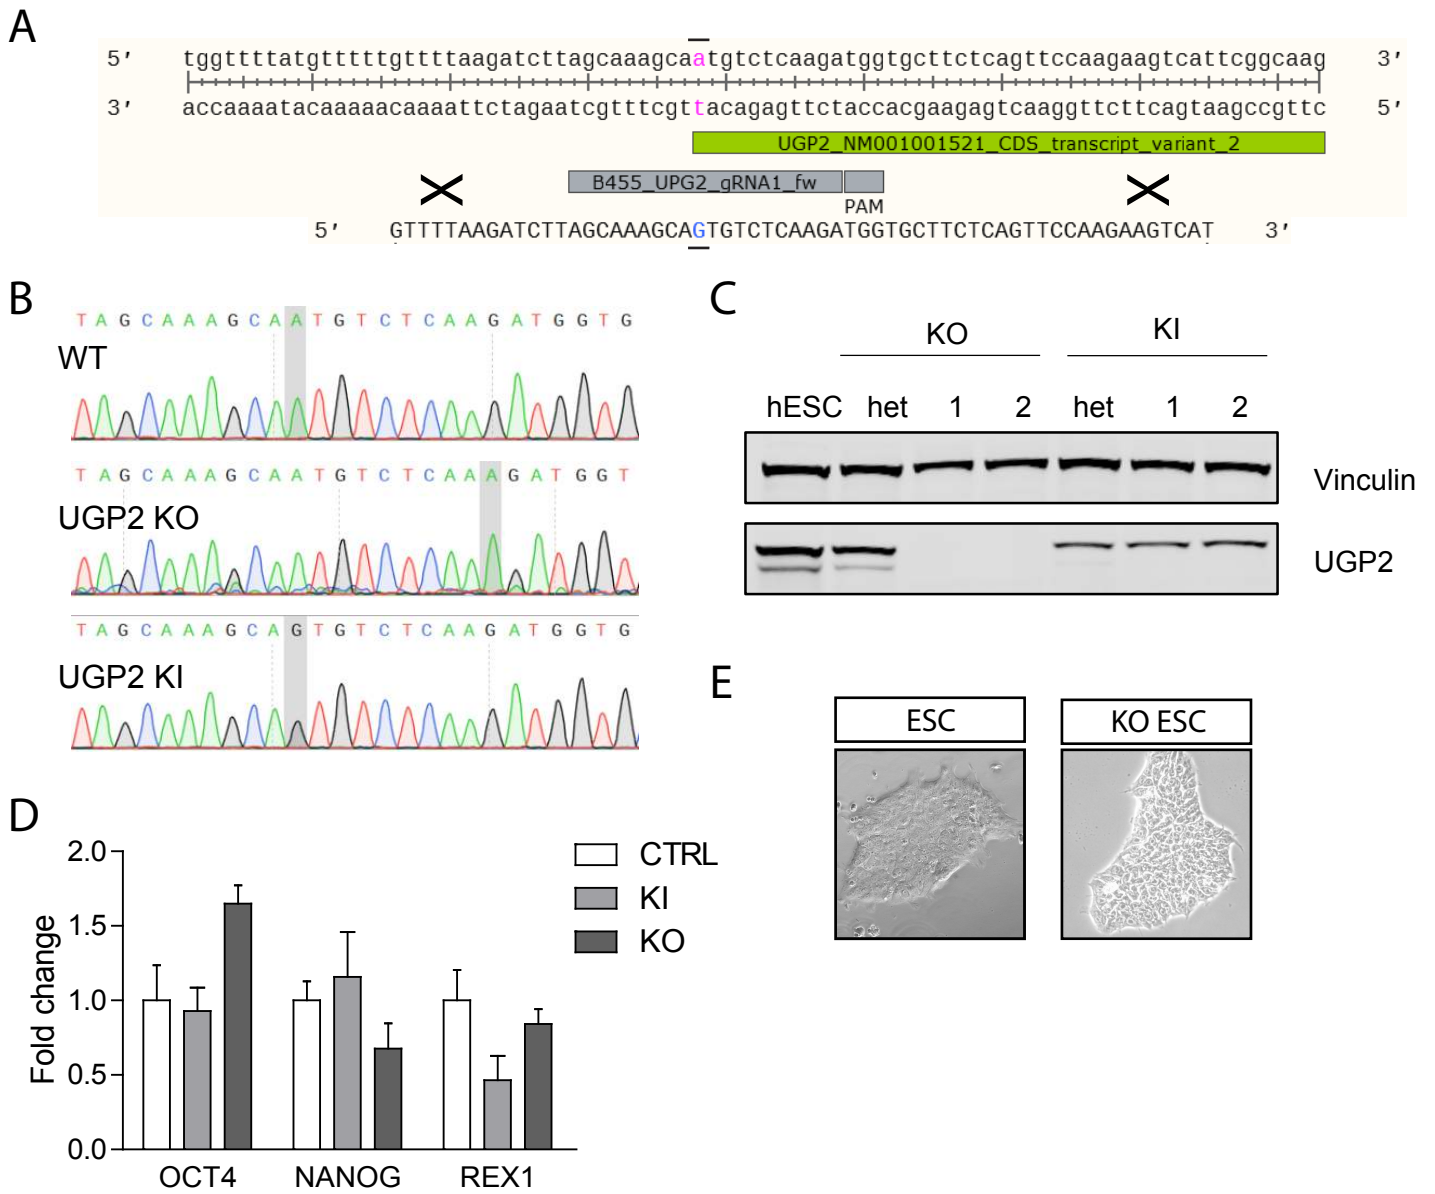 A
5′ tggttttatgtttttgttttaagatcttagcaaagcaatgtctcaagatggtgcttctcagttccaagaagtcattcggcaag 3′
3′ accaaaatacaaaaacaaaattctagaatcgtttcgttacagagttctaccacgaagagtcaaggttcttcagtaagccgttc 5′
UGP2_NM001001521_CDS_transcript_variant_2
B455_UPG2_gRNA1_fw
PAM
5′ GTTTTAAGATCTTAGCAAAGCAGTGTCTCAAGATGGTGCTTCTCAGTTCCAAGAAGTCAT 3′
B
TAGCAAAGCAATGTCTCAAGATGGTG
WT
TAGCAAAGCAATGTCTCAAAGATGGT
UGP2 KO
TAGCAAAGCAGTGTCTCAAGATGGTG
UGP2 KI
C
KO KI
hESC het 1 2 het 1 2
Vinculin
UGP2
D
2.0
1.5
1.0
0.5
0.0
Fold change
OCT4 NANOG REX1
CTRL
KI
KO
E
ESC KO ESC